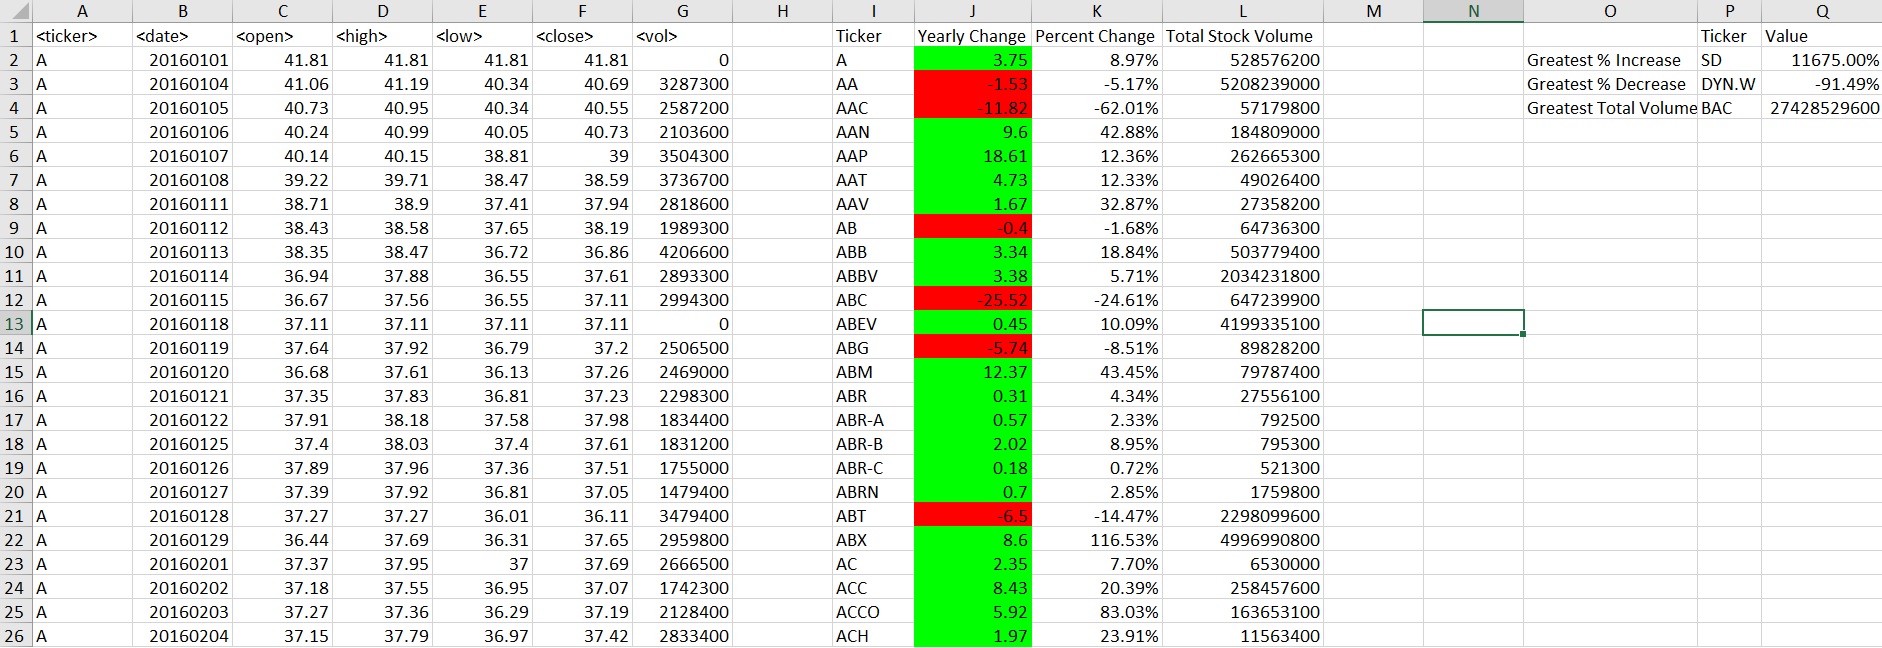 A B C D E F G H I J K L M N O P Q
1 <ticker> <date> <open> <high> <low> <close> <vol> Ticker Yearly Change Percent Change Total Stock Volume Ticker Value
2 A 20160101 41.81 41.81 41.81 41.81 0 A 3.75 8.97% 528576200 Greatest % Increase SD 11675.00%
3 A 20160104 41.06 41.19 40.34 40.69 3287300 AA -1.53 -5.17% 5208239000 Greatest % Decrease DYN.W -91.49%
4 A 20160105 40.73 40.95 40.34 40.55 2587200 AAC -11.82 -62.01% 57179800 Greatest Total Volume BAC 27428529600
5 A 20160106 40.24 40.99 40.05 40.73 2103600 AAN 9.6 42.88% 184809000
6 A 20160107 40.14 40.15 38.81 39 3504300 AAP 18.61 12.36% 262665300
7 A 20160108 39.22 39.71 38.47 38.59 3736700 AAT 4.73 12.33% 49026400
8 A 20160111 38.71 38.9 37.41 37.94 2818600 AAV 1.67 32.87% 27358200
9 A 20160112 38.43 38.58 37.65 38.19 1989300 AB -0.4 -1.68% 64736300
10 A 20160113 38.35 38.47 36.72 36.86 4206600 ABB 3.34 18.84% 503779400
11 A 20160114 36.94 37.88 36.55 37.61 2893300 ABBV 3.38 5.71% 2034231800
12 A 20160115 36.67 37.56 36.55 37.11 2994300 ABC -25.52 -24.61% 647239900
13 A 20160118 37.11 37.11 37.11 37.11 0 ABEV 0.45 10.09% 4199335100
14 A 20160119 37.64 37.92 36.79 37.2 2506500 ABG -5.74 -8.51% 89828200
15 A 20160120 36.68 37.61 36.13 37.26 2469000 ABM 12.37 43.45% 79787400
16 A 20160121 37.35 37.83 36.81 37.23 2298300 ABR 0.31 4.34% 27556100
17 A 20160122 37.91 38.18 37.58 37.98 1834400 ABR-A 0.57 2.33% 792500
18 A 20160125 37.4 38.03 37.4 37.61 1831200 ABR-B 2.02 8.95% 795300
19 A 20160126 37.89 37.96 37.36 37.51 1755000 ABR-C 0.18 0.72% 521300
20 A 20160127 37.39 37.92 36.81 37.05 1479400 ABRN 0.7 2.85% 1759800
21 A 20160128 37.27 37.27 36.01 36.11 3479400 ABT -6.5 -14.47% 2298099600
22 A 20160129 36.44 37.69 36.31 37.65 2959800 ABX 8.6 116.53% 4996990800
23 A 20160201 37.37 37.95 37 37.69 2666500 AC 2.35 7.70% 6530000
24 A 20160202 37.18 37.55 36.95 37.07 1742300 ACC 8.43 20.39% 258457600
25 A 20160203 37.27 37.36 36.29 37.19 2128400 ACCO 5.92 83.03% 163653100
26 A 20160204 37.15 37.79 36.97 37.42 2833400 ACH 1.97 23.91% 11563400